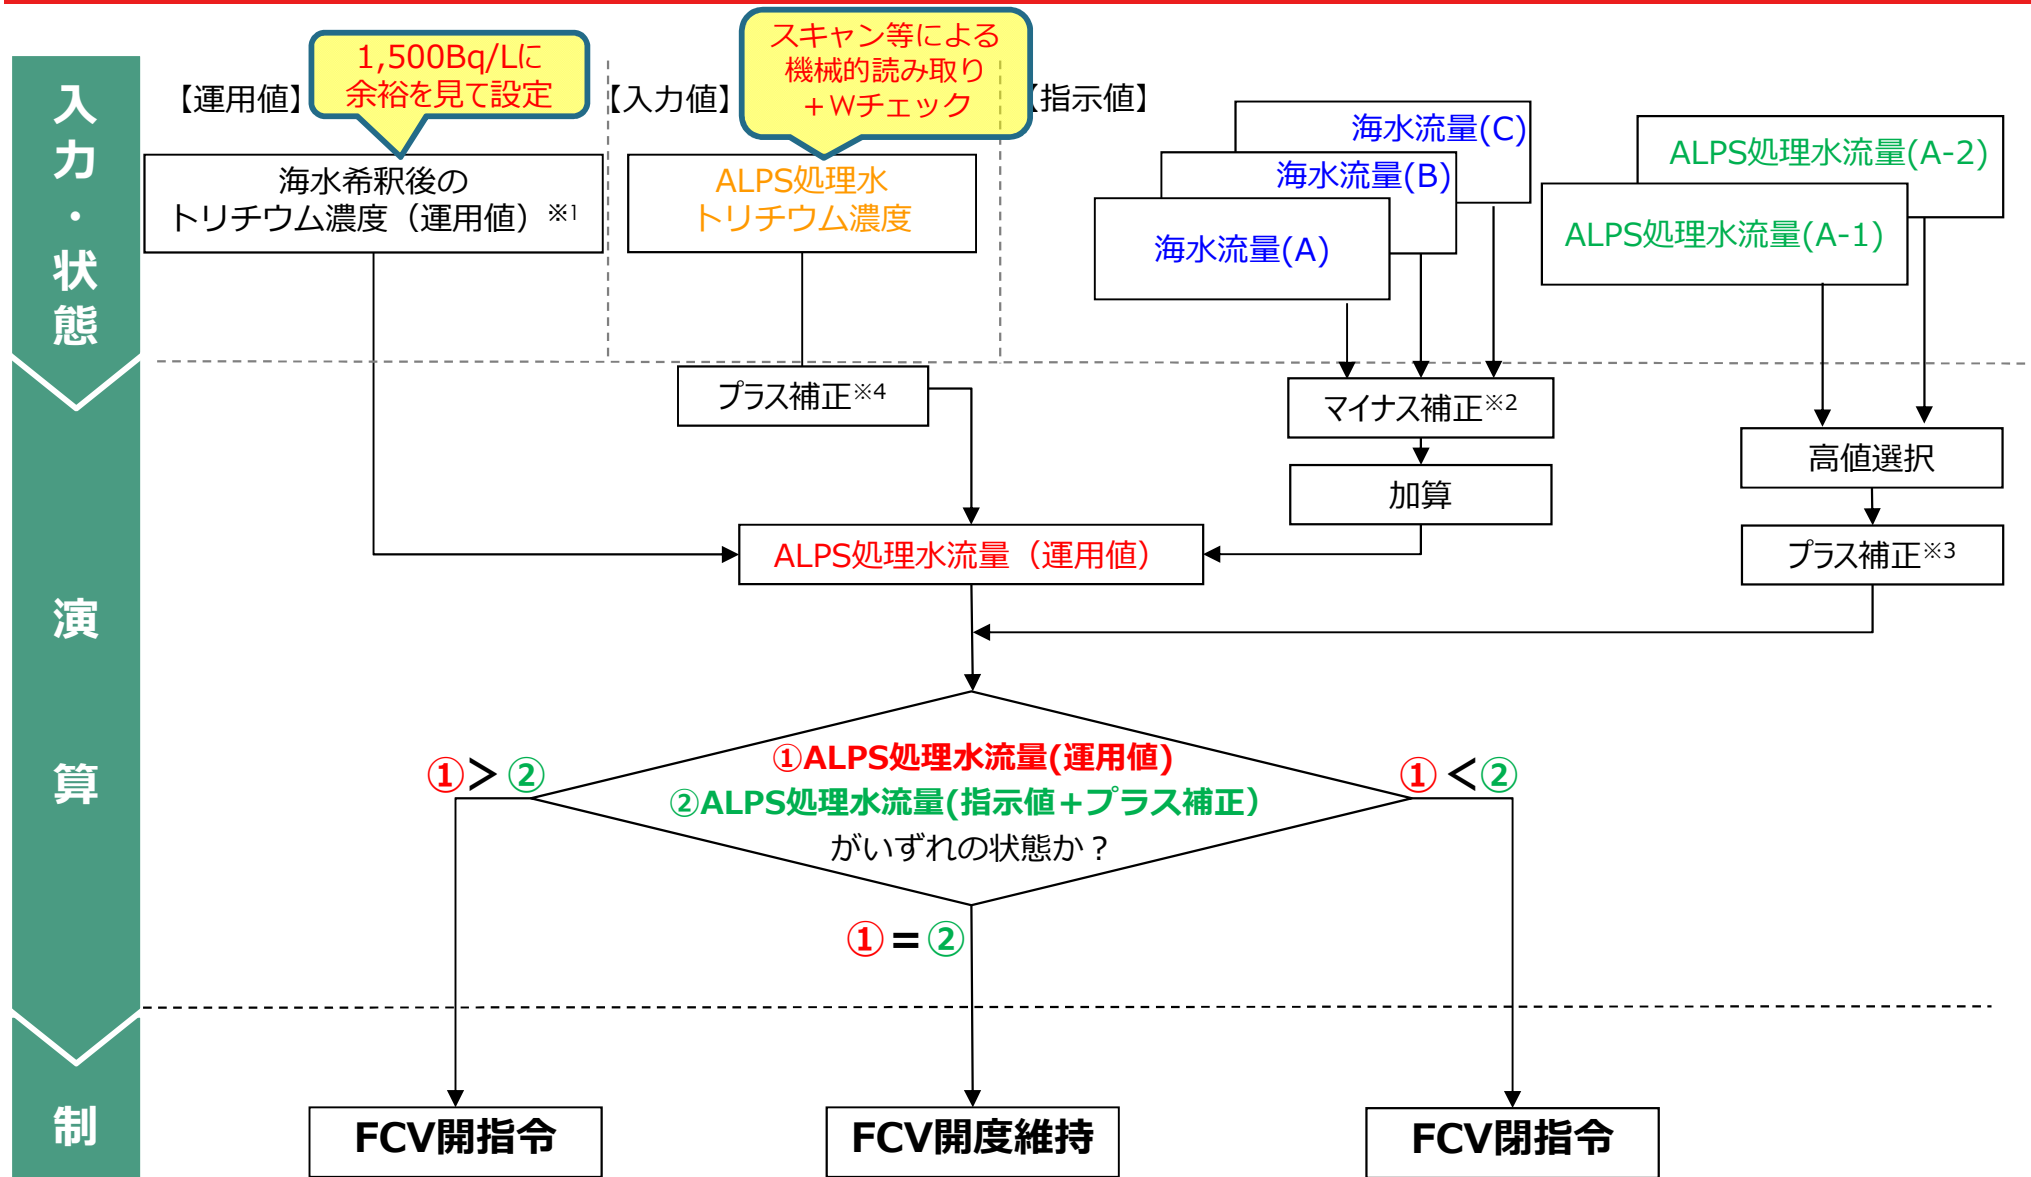 入
力
・
状
態
演
算
制
1,500Bq/Lに
余裕を見て設定
スキャン等による
機械的読み取り
＋Wチェック
【運用値】
【入力値】
【指示値】
海水希釈後の
トリチウム濃度（運用値）※1
ALPS処理水
トリチウム濃度
海水流量(C)
海水流量(B)
海水流量(A)
ALPS処理水流量(A-2)
ALPS処理水流量(A-1)
プラス補正※4
マイナス補正※2
加算
高値選択
プラス補正※3
ALPS処理水流量（運用値）
①ALPS処理水流量(運用値)
②ALPS処理水流量(指示値＋プラス補正）
がいずれの状態か？
①＞②
①＜②
①＝②
FCV開指令
FCV開度維持
FCV閉指令